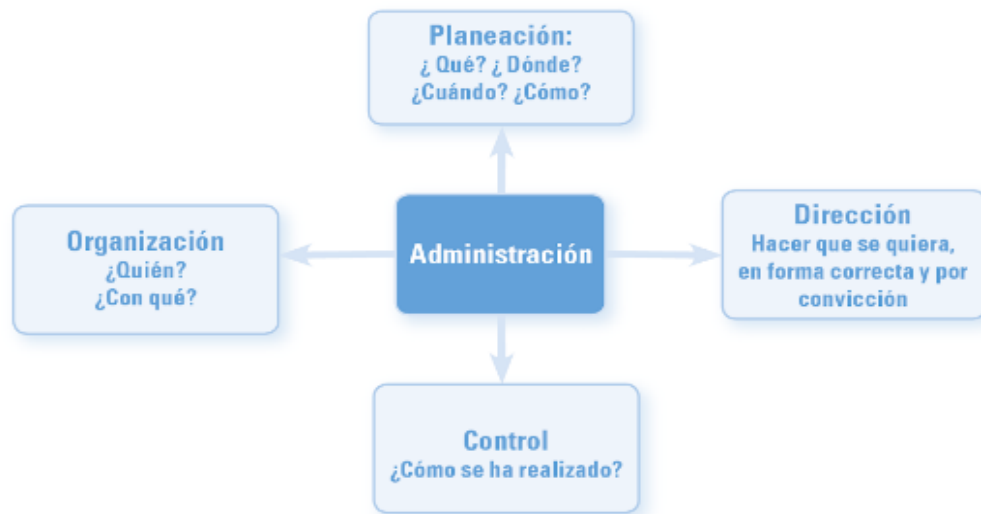 Planeación:
¿ Qué? ¿ Dónde?
¿Cuándo? ¿Cómo?
Organización
¿Quién?
¿Con qué?
Administración
Dirección
Hacer que se quiera,
en forma correcta y por
convicción
Control
¿Cómo se ha realizado?